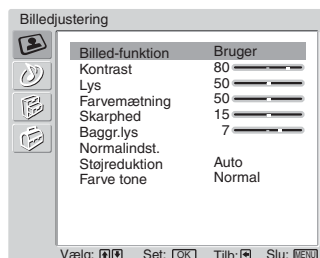 Billedjustering
Billed-funktion Bruger
Kontrast 80
Lys 50
Farvemætning 50
Skarphed 15
Baggr.lys 7
Normalindst.
Støjreduktion Auto
Farve tone Normal
Vælg: Set: OK Tilb: Slu: MENU